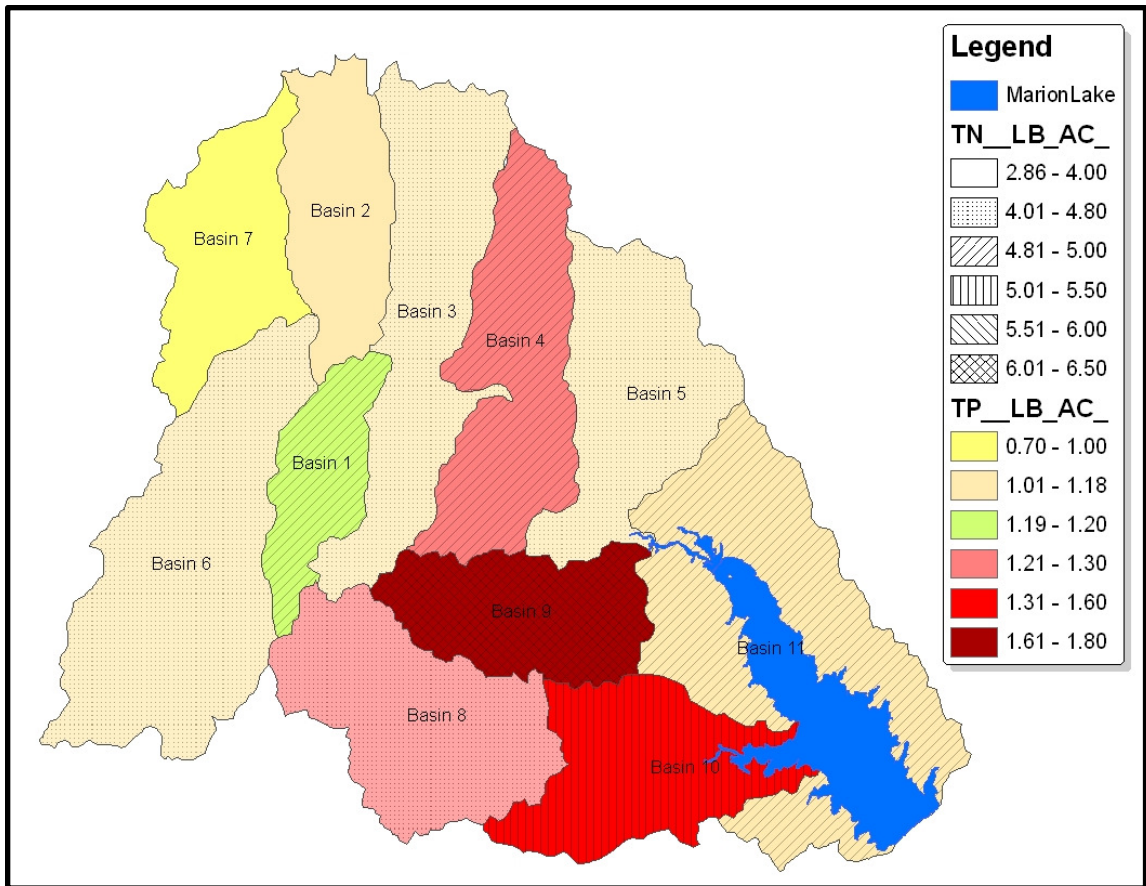 Basin 2
Basin 7
Basin 3
Basin 4
Basin 5
Basin 1
Basin 6
Basin 9
Basin 11
Basin 8
Basin 10
Legend
MarionLake
TN__LB_AC_
2.86 - 4.00
4.01 - 4.80
4.81 - 5.00
5.01 - 5.50
5.51 - 6.00
6.01 - 6.50
TP__LB_AC_
0.70 - 1.00
1.01 - 1.18
1.19 - 1.20
1.21 - 1.30
1.31 - 1.60
1.61 - 1.80